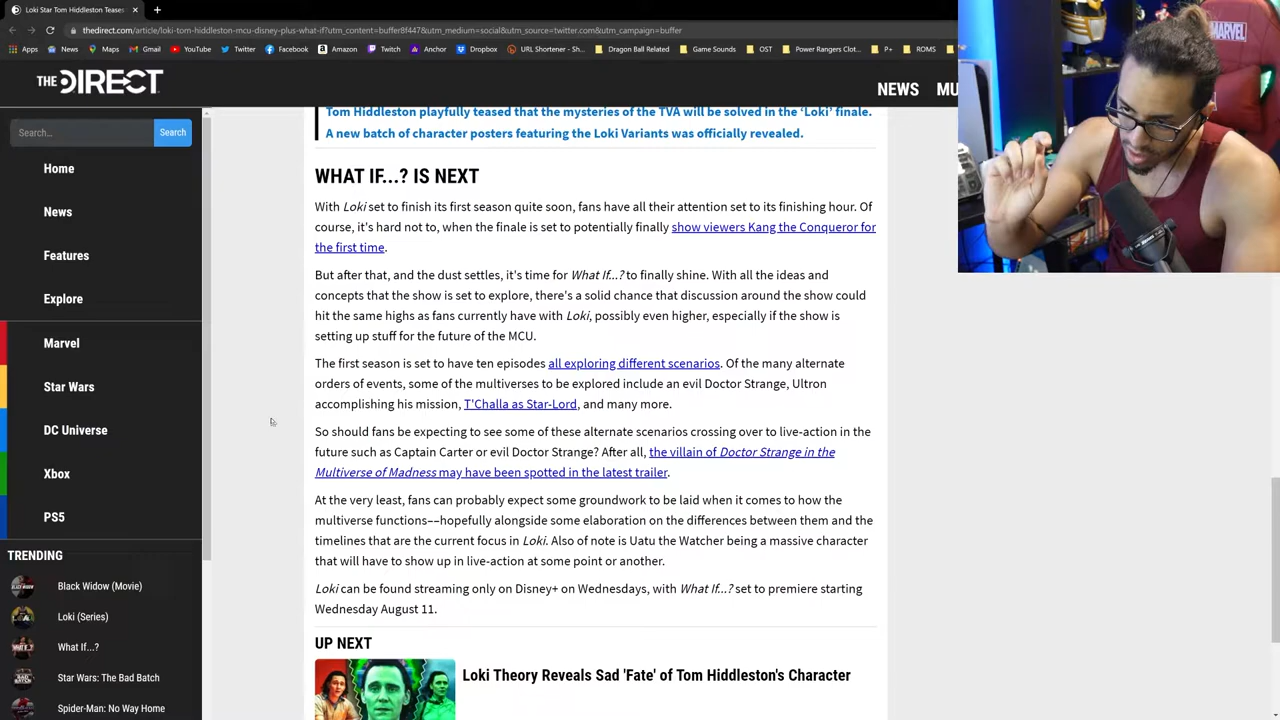 Loki Star Tom Hiddleston Teases
thedirect.com/article/loki-tom-hiddleston-mcu-disney-plus-what-if?utm_content=buffer8f447&utm_medium=social&utm_source=twitter.com&utm_campaign=buffer
Apps News Maps Gmail YouTube Twitter Facebook Amazon Twitch Anchor Dropbox URL Shortener - Sh... Dragon Ball Related Game Sounds OST Power Rangers Clot... P+ ROMS
THE DIRECT
NEWS MU
MARVEL
Search... Search
Home
News
Features
Explore
Marvel
Star Wars
DC Universe
Xbox
PS5
TRENDING
Black Widow (Movie)
Loki (Series)
What If...?
Star Wars: The Bad Batch
Spider-Man: No Way Home
Tom Hiddleston playfully teased that the mysteries of the TVA will be solved in the ‘Loki’ finale.
A new batch of character posters featuring the Loki Variants was officially revealed.
WHAT IF...? IS NEXT
With Loki set to finish its first season quite soon, fans have all their attention set to its finishing hour. Of
course, it's hard not to, when the finale is set to potentially finally show viewers Kang the Conqueror for
the first time.
But after that, and the dust settles, it's time for What If...? to finally shine. With all the ideas and
concepts that the show is set to explore, there's a solid chance that discussion around the show could
hit the same highs as fans currently have with Loki, possibly even higher, especially if the show is
setting up stuff for the future of the MCU.
The first season is set to have ten episodes all exploring different scenarios. Of the many alternate
orders of events, some of the multiverses to be explored include an evil Doctor Strange, Ultron
accomplishing his mission, T'Challa as Star-Lord, and many more.
So should fans be expecting to see some of these alternate scenarios crossing over to live-action in the
future such as Captain Carter or evil Doctor Strange? After all, the villain of Doctor Strange in the
Multiverse of Madness may have been spotted in the latest trailer.
At the very least, fans can probably expect some groundwork to be laid when it comes to how the
multiverse functions––hopefully alongside some elaboration on the differences between them and the
timelines that are the current focus in Loki. Also of note is Uatu the Watcher being a massive character
that will have to show up in live-action at some point or another.
Loki can be found streaming only on Disney+ on Wednesdays, with What If...? set to premiere starting
Wednesday August 11.
UP NEXT
Loki Theory Reveals Sad 'Fate' of Tom Hiddleston's Character